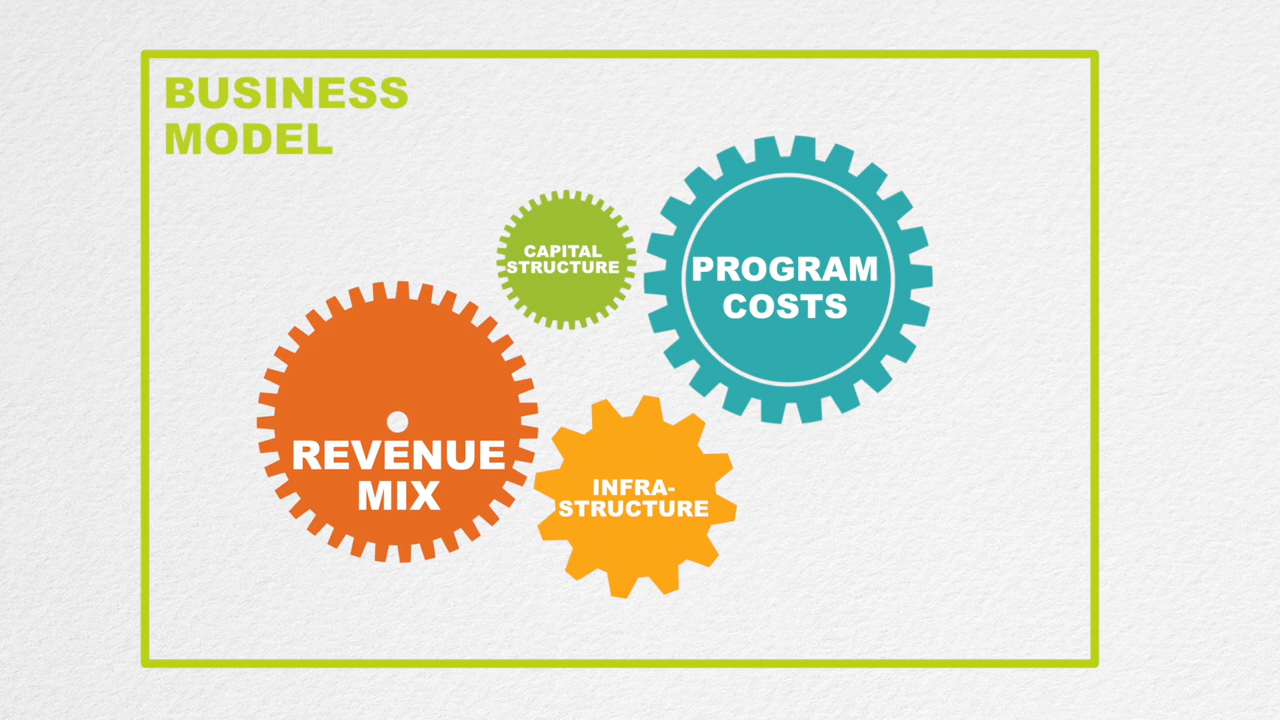 BUSINESS
MODEL
CAPITAL
STRUCTURE
PROGRAM
COSTS
REVENUE
MIX
INFRA-
STRUCTURE